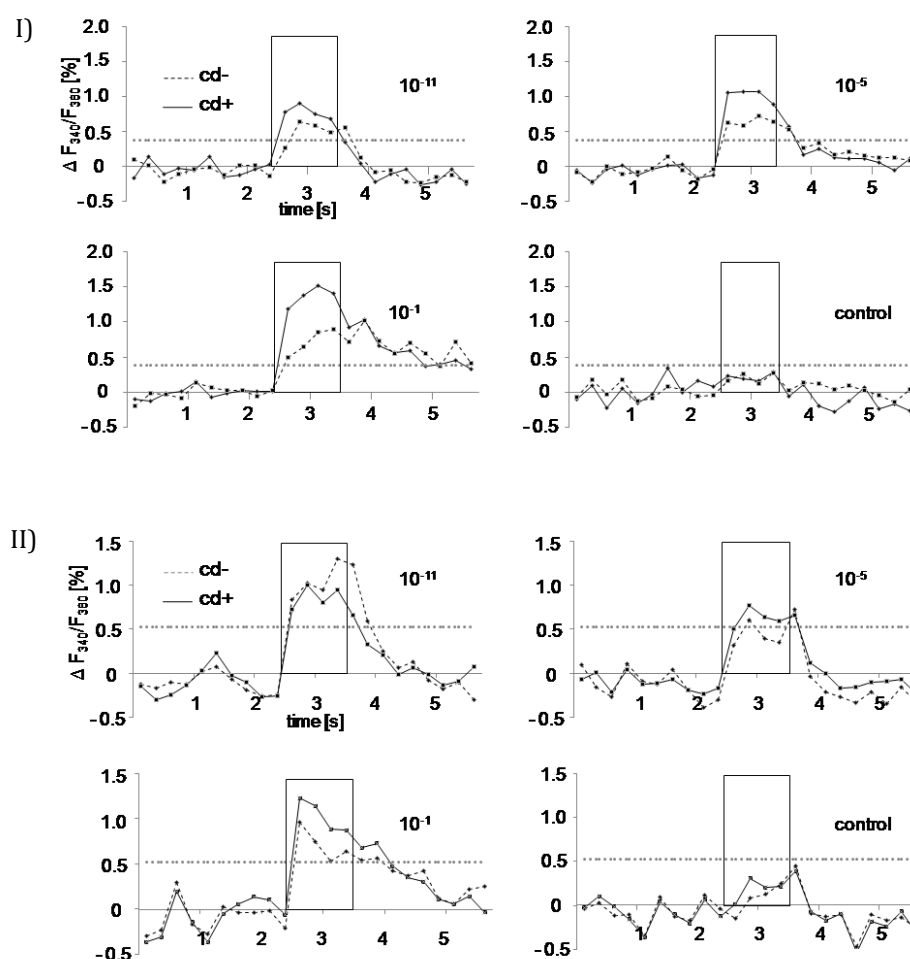 I)
2.0 2.0
1.5 cd- 10⁻¹¹ 1.5 10⁻⁵
1.0 cd+ 1.0
0.5 0.5
0 0
-0.5 1 2 3 4 5 -0.5 1 2 3 4 5
Δ F₃₄₀/F₃₈₀ [%]
time [s]
2.0 2.0
1.5 10⁻¹ 1.5 control
1.0 1.0
0.5 0.5
0 0
-0.5 1 2 3 4 5 -0.5 1 2 3 4 5
II)
1.5 1.5
1.0 cd- 10⁻¹¹ 1.0 10⁻⁵
0.5 cd+ 0.5
0 0
-0.5 1 2 3 4 5 -0.5 1 2 3 4 5
Δ F₃₄₀/F₃₈₀ [%]
time [s]
1.5 1.5
1.0 10⁻¹ 1.0 control
0.5 0.5
0 0
-0.5 1 2 3 4 5 -0.5 1 2 3 4 5